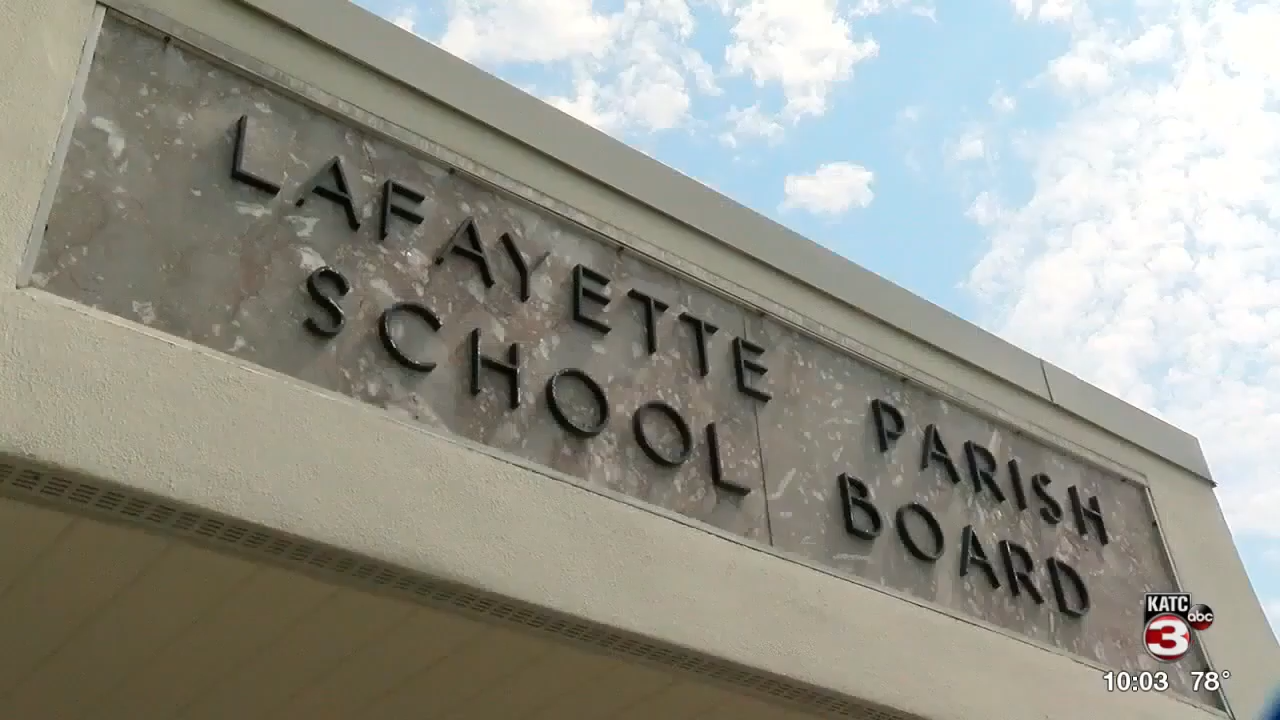 LAFAYETTE PARISH
SCHOOL BOARD
KATC
abc
3
10:03 78°